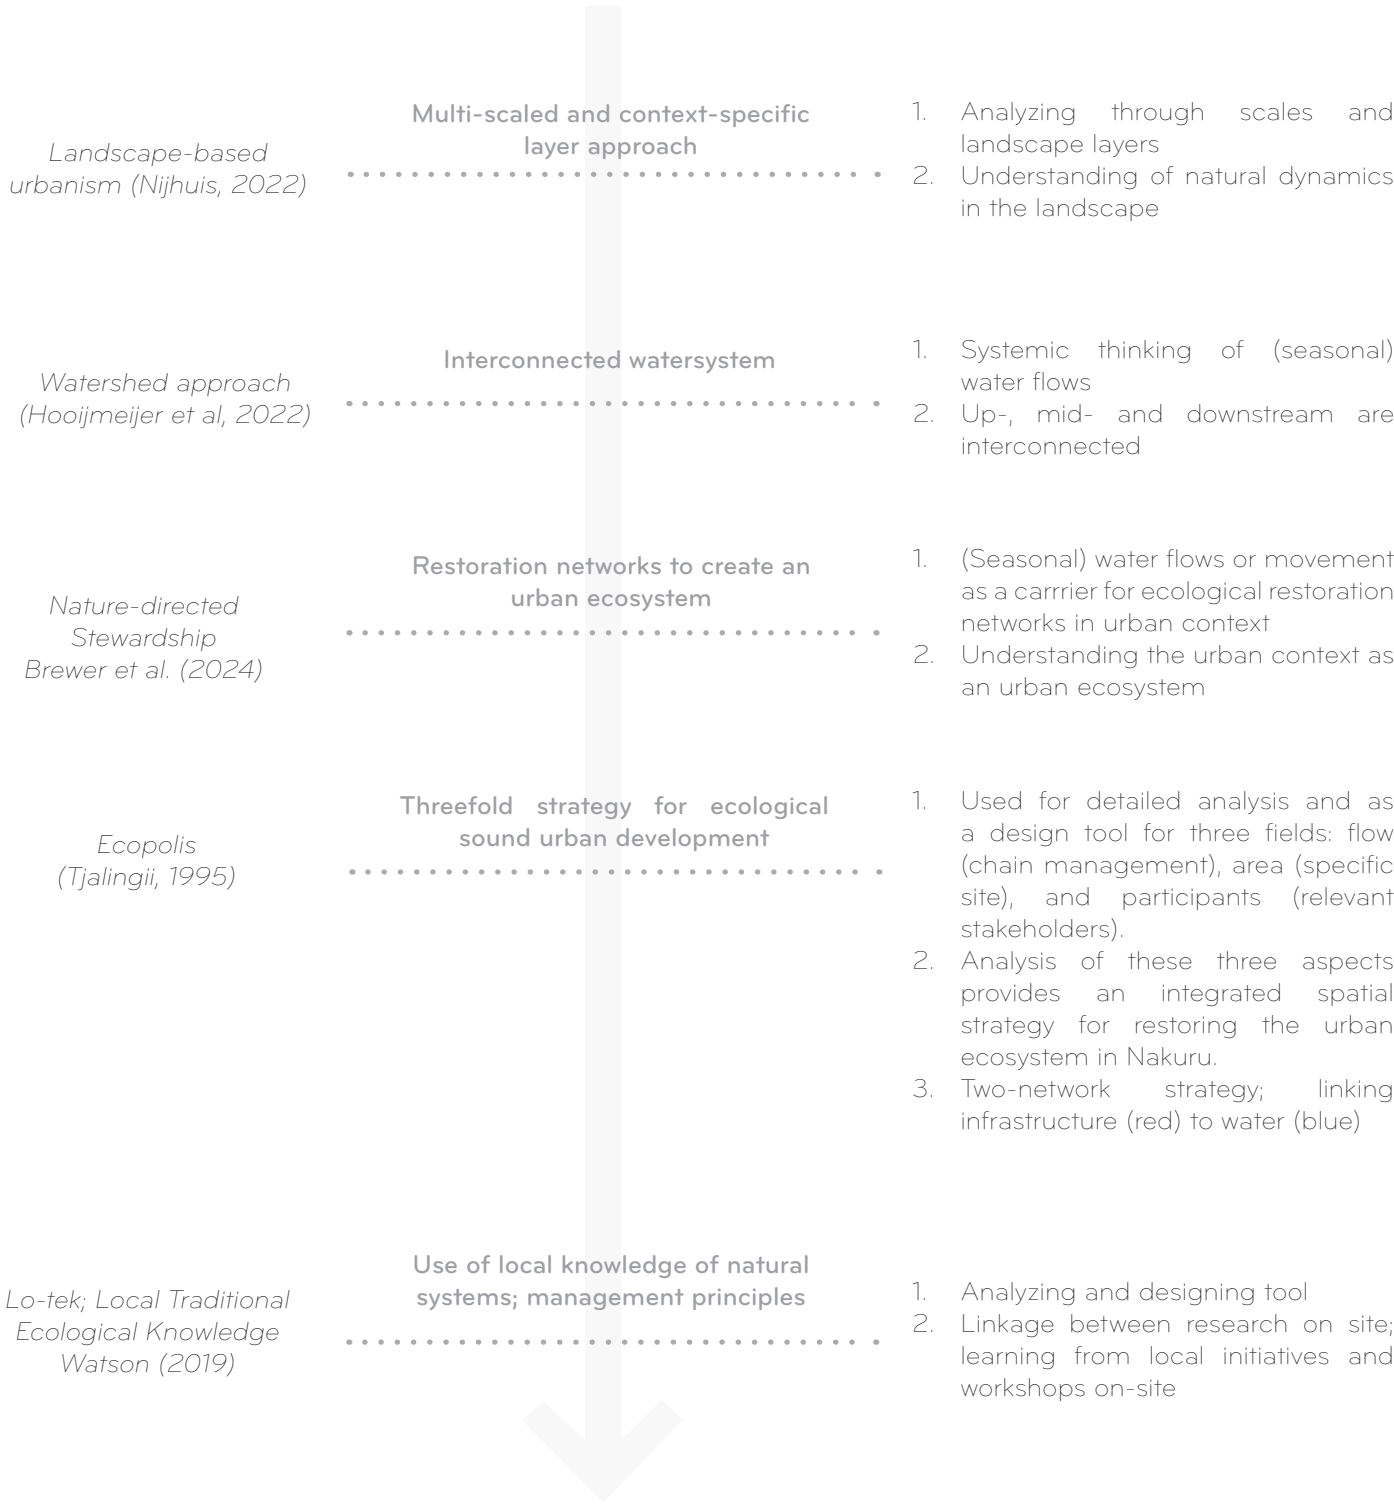 Landscape-based
urbanism (Nijhuis, 2022)
Multi-scaled and context-specific
layer approach
1. Analyzing through scales and
landscape layers
2. Understanding of natural dynamics
in the landscape
Watershed approach
(Hooijmeijer et al, 2022)
Interconnected watersystem
1. Systemic thinking of (seasonal)
water flows
2. Up-, mid- and downstream are
interconnected
Nature-directed
Stewardship
Brewer et al. (2024)
Restoration networks to create an
urban ecosystem
1. (Seasonal) water flows or movement
as a carrrier for ecological restoration
networks in urban context
2. Understanding the urban context as
an urban ecosystem
Ecopolis
(Tjalingii, 1995)
Threefold strategy for ecological
sound urban development
1. Used for detailed analysis and as
a design tool for three fields: flow
(chain management), area (specific
site), and participants (relevant
stakeholders).
2. Analysis of these three aspects
provides an integrated spatial
strategy for restoring the urban
ecosystem in Nakuru.
3. Two-network strategy; linking
infrastructure (red) to water (blue)
Lo-tek; Local Traditional
Ecological Knowledge
Watson (2019)
Use of local knowledge of natural
systems; management principles
1. Analyzing and designing tool
2. Linkage between research on site;
learning from local initiatives and
workshops on-site